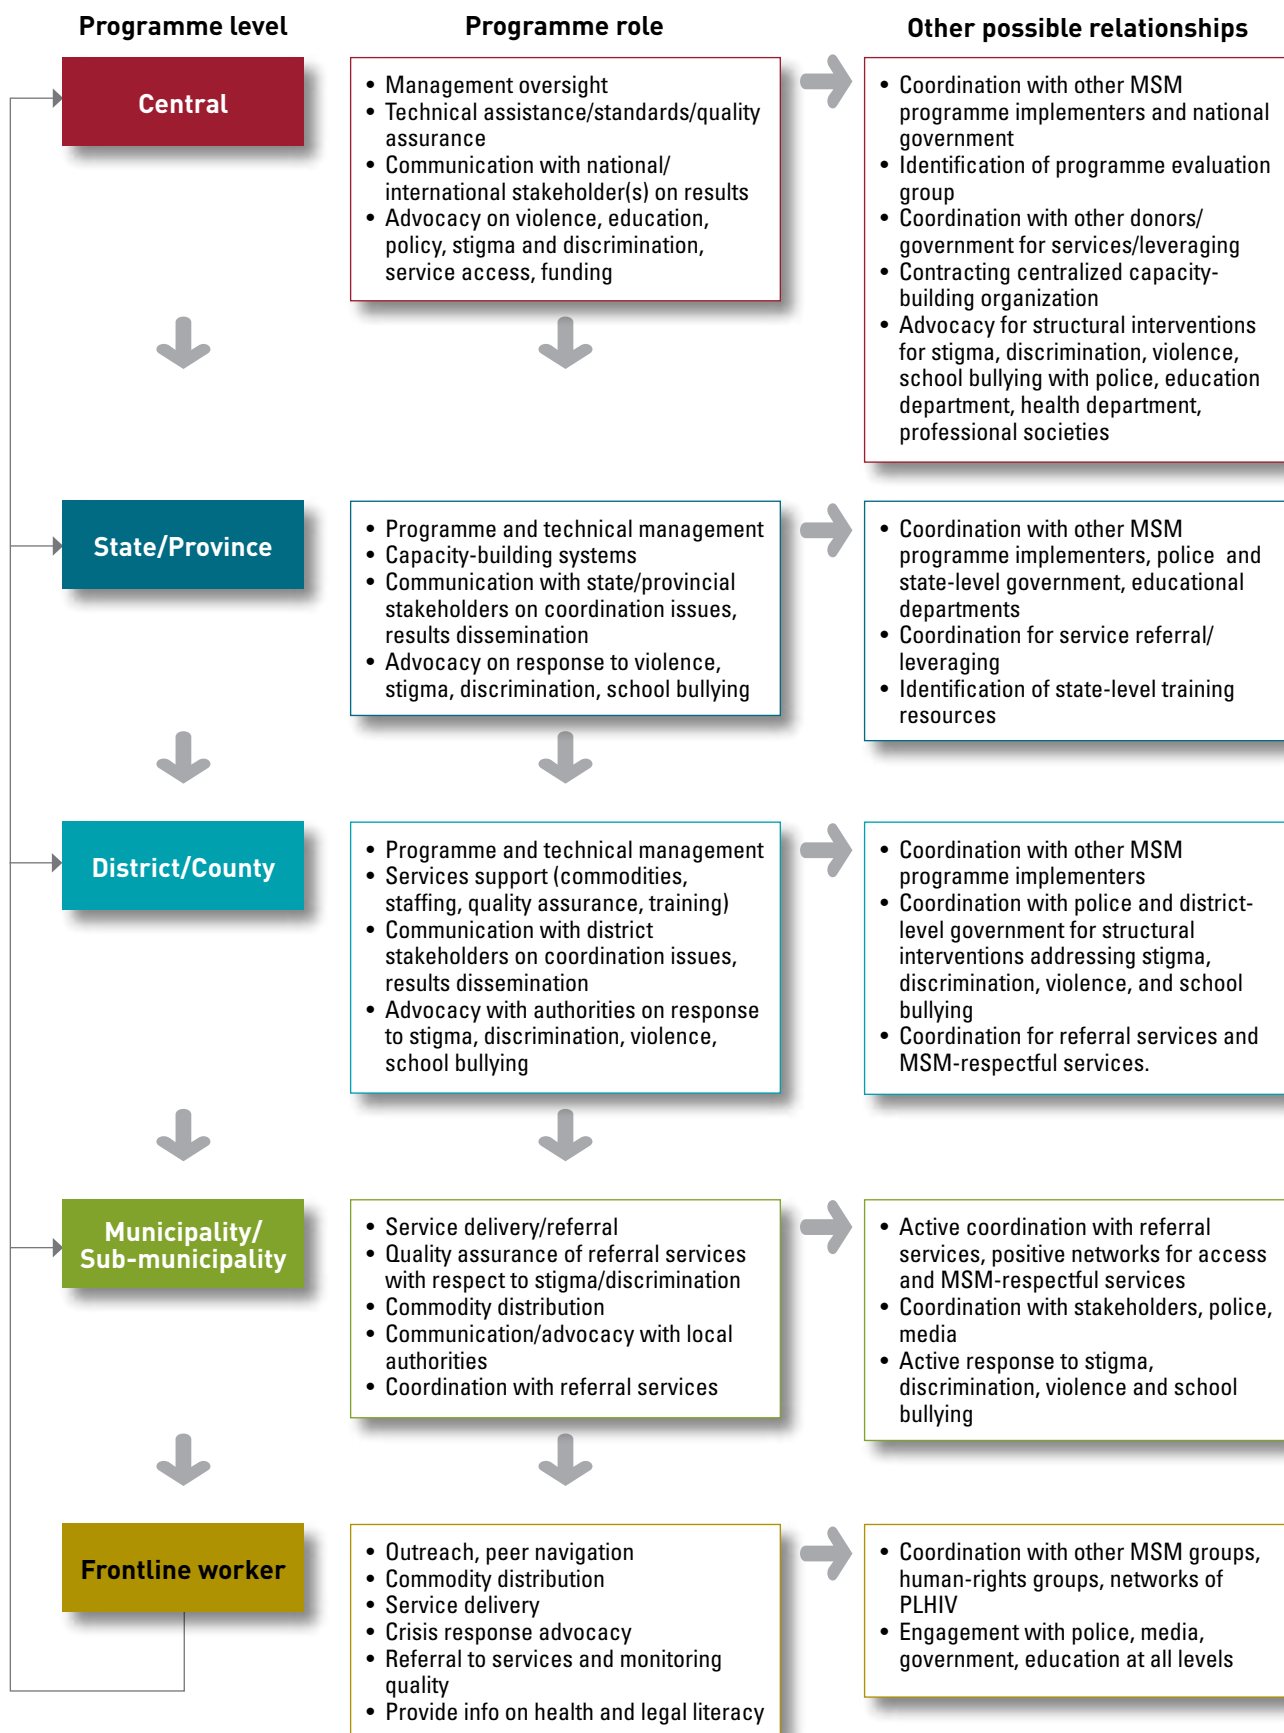 Programme level
Programme role
Other possible relationships
Central
• Management oversight
• Technical assistance/standards/quality
assurance
• Communication with national/
international stakeholder(s) on results
• Advocacy on violence, education,
policy, stigma and discrimination,
service access, funding
• Coordination with other MSM
programme implementers and national
government
• Identification of programme evaluation
group
• Coordination with other donors/
government for services/leveraging
• Contracting centralized capacity-
building organization
• Advocacy for structural interventions
for stigma, discrimination, violence,
school bullying with police, education
department, health department,
professional societies
State/Province
• Programme and technical management
• Capacity-building systems
• Communication with state/provincial
stakeholders on coordination issues,
results dissemination
• Advocacy on response to violence,
stigma, discrimination, school bullying
• Coordination with other MSM
programme implementers, police and
state-level government, educational
departments
• Coordination for service referral/
leveraging
• Identification of state-level training
resources
District/County
• Programme and technical management
• Services support (commodities,
staffing, quality assurance, training)
• Communication with district
stakeholders on coordination issues,
results dissemination
• Advocacy with authorities on response
to stigma, discrimination, violence,
school bullying
• Coordination with other MSM
programme implementers
• Coordination with police and district-
level government for structural
interventions addressing stigma,
discrimination, violence, and school
bullying
• Coordination for referral services and
MSM-respectful services.
Municipality/
Sub-municipality
• Service delivery/referral
• Quality assurance of referral services
with respect to stigma/discrimination
• Commodity distribution
• Communication/advocacy with local
authorities
• Coordination with referral services
• Active coordination with referral
services, positive networks for access
and MSM-respectful services
• Coordination with stakeholders, police,
media
• Active response to stigma,
discrimination, violence and school
bullying
Frontline worker
• Outreach, peer navigation
• Commodity distribution
• Service delivery
• Crisis response advocacy
• Referral to services and monitoring
quality
• Provide info on health and legal literacy
• Coordination with other MSM groups,
human-rights groups, networks of
PLHIV
• Engagement with police, media,
government, education at all levels